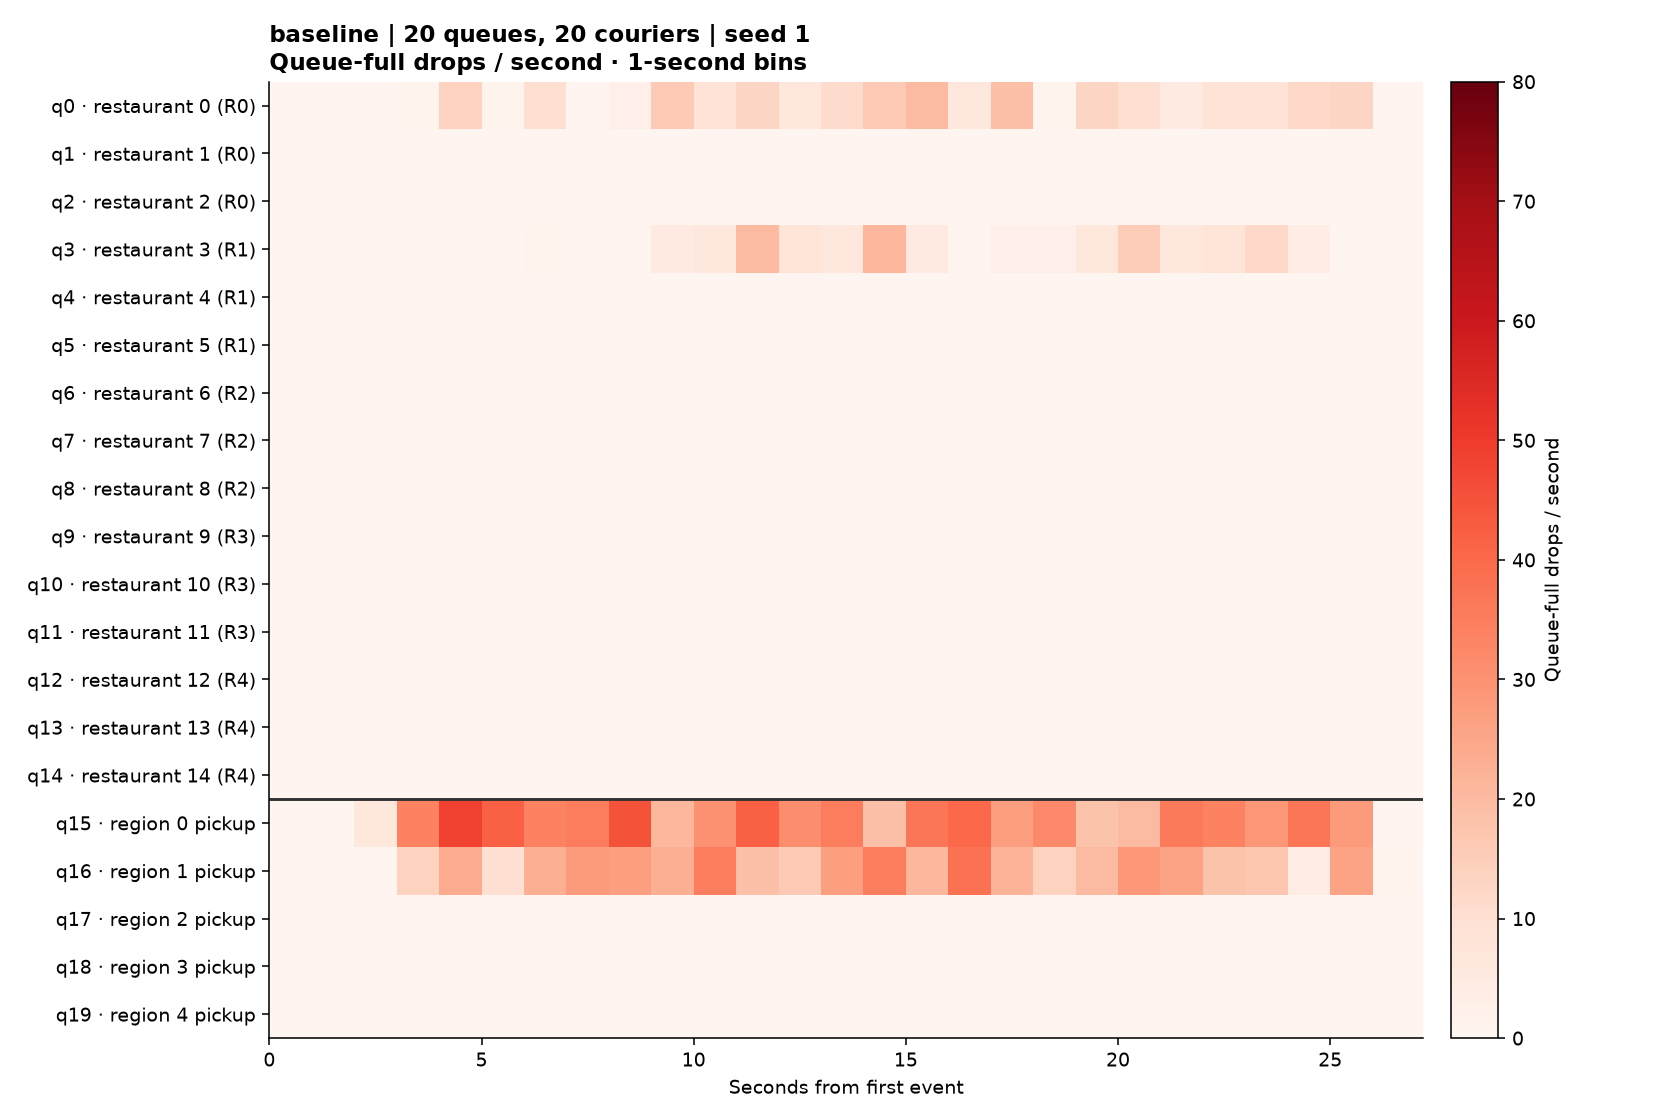 baseline | 20 queues, 20 couriers | seed 1
Queue-full drops / second · 1-second bins
q0 · restaurant 0 (R0)
q1 · restaurant 1 (R0)
q2 · restaurant 2 (R0)
q3 · restaurant 3 (R1)
q4 · restaurant 4 (R1)
q5 · restaurant 5 (R1)
q6 · restaurant 6 (R2)
q7 · restaurant 7 (R2)
q8 · restaurant 8 (R2)
q9 · restaurant 9 (R3)
q10 · restaurant 10 (R3)
q11 · restaurant 11 (R3)
q12 · restaurant 12 (R4)
q13 · restaurant 13 (R4)
q14 · restaurant 14 (R4)
q15 · region 0 pickup
q16 · region 1 pickup
q17 · region 2 pickup
q18 · region 3 pickup
q19 · region 4 pickup
0 5 10 15 20 25
Seconds from first event
80
70
60
50
40
30
20
10
0
Queue-full drops / second